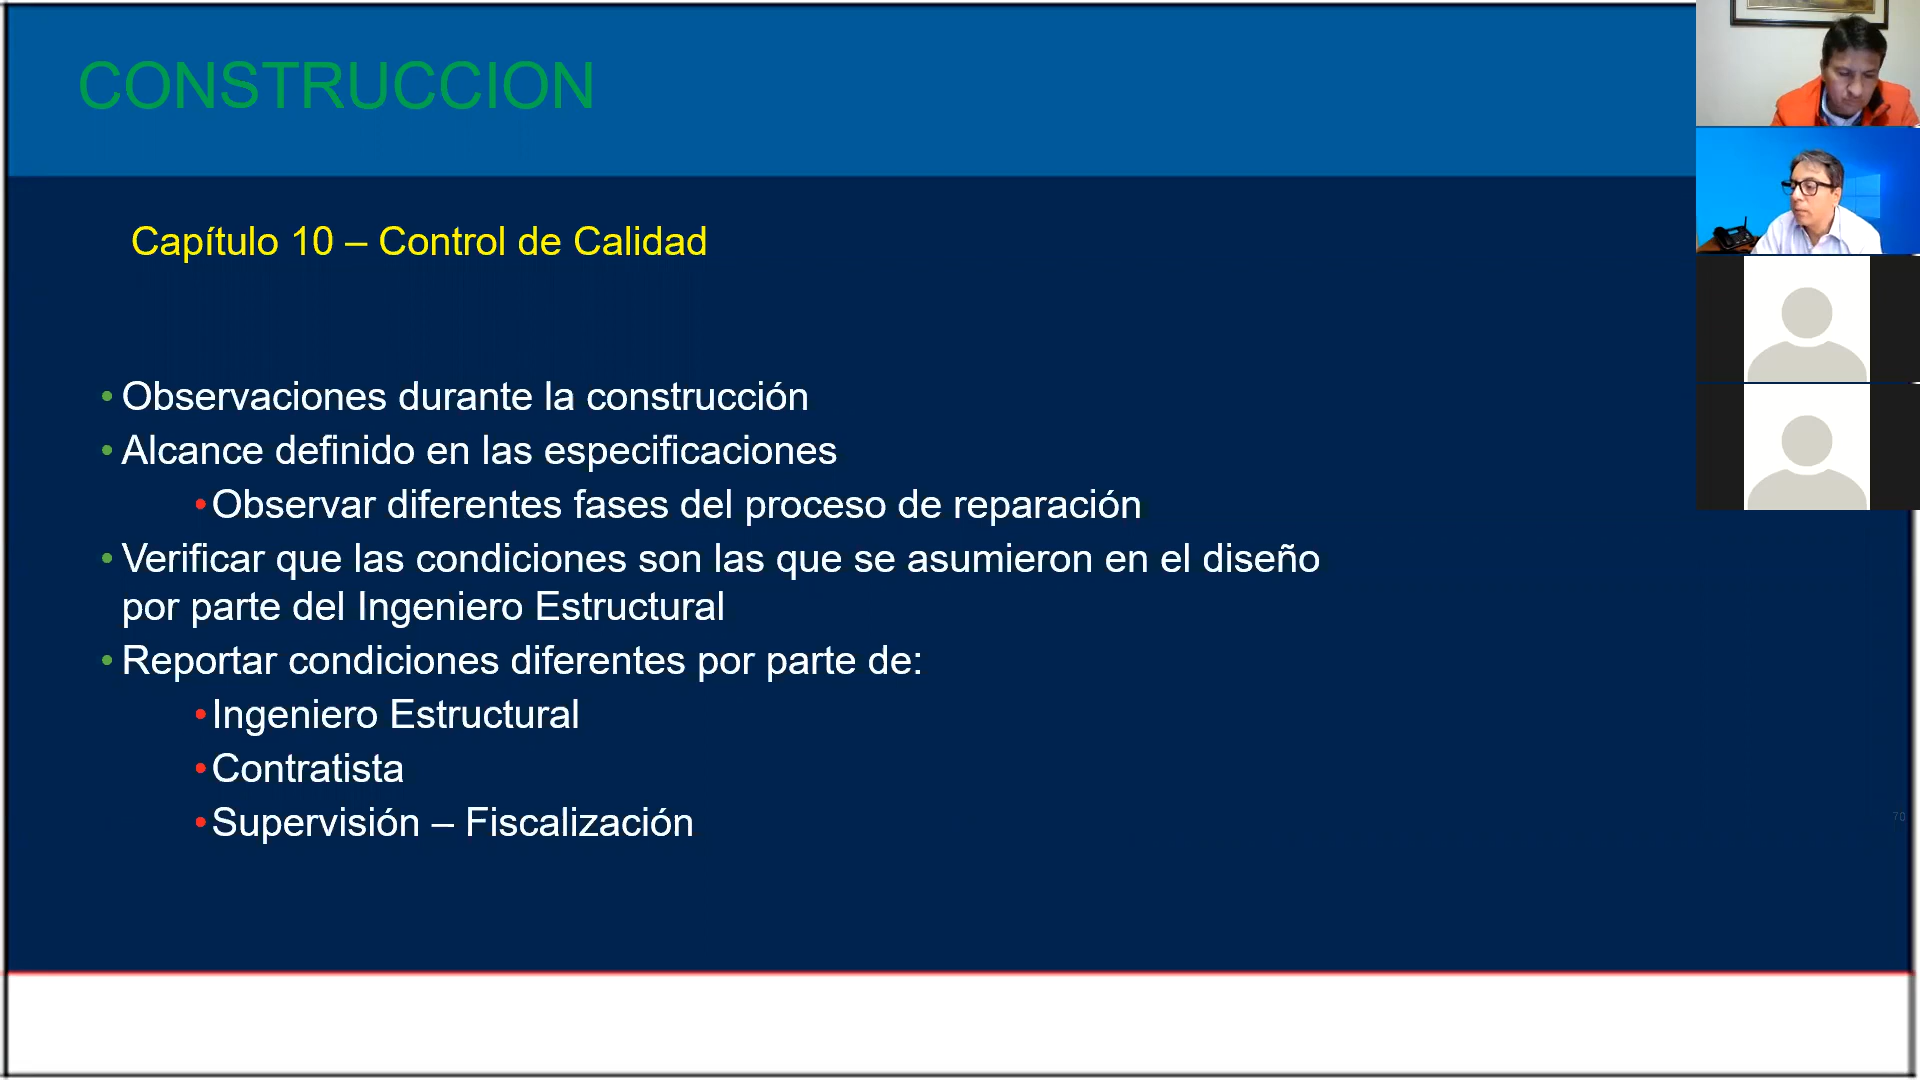 CONSTRUCCION
Capítulo 10 – Control de Calidad
• Observaciones durante la construcción
• Alcance definido en las especificaciones
• Observar diferentes fases del proceso de reparación
• Verificar que las condiciones son las que se asumieron en el diseño
por parte del Ingeniero Estructural
• Reportar condiciones diferentes por parte de:
• Ingeniero Estructural
• Contratista
• Supervisión – Fiscalización
70